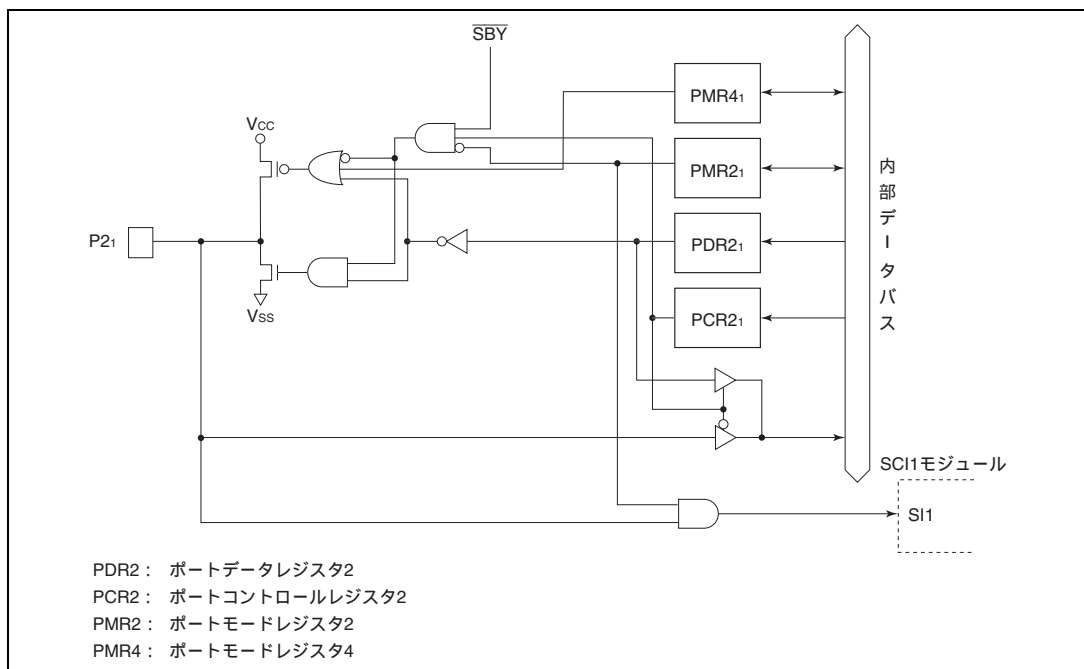 SBY
PMR41
VCC
PMR21
内部データバス
P21
PDR21
VSS
PCR21
SCI1モジュール
SI1
PDR2： ポートデータレジスタ2
PCR2： ポートコントロールレジスタ2
PMR2： ポートモードレジスタ2
PMR4： ポートモードレジスタ4